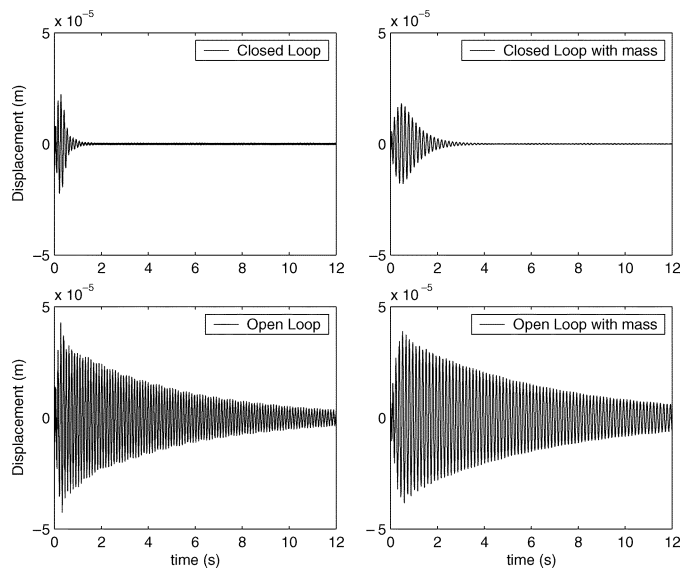 x 10⁻⁵
5
Closed Loop
Displacement (m)
0
−5
0 2 4 6 8 10 12
x 10⁻⁵
5
Closed Loop with mass
0
−5
0 2 4 6 8 10 12
x 10⁻⁵
5
Open Loop
Displacement (m)
0
−5
0 2 4 6 8 10 12
time (s)
x 10⁻⁵
5
Open Loop with mass
0
−5
0 2 4 6 8 10 12
time (s)